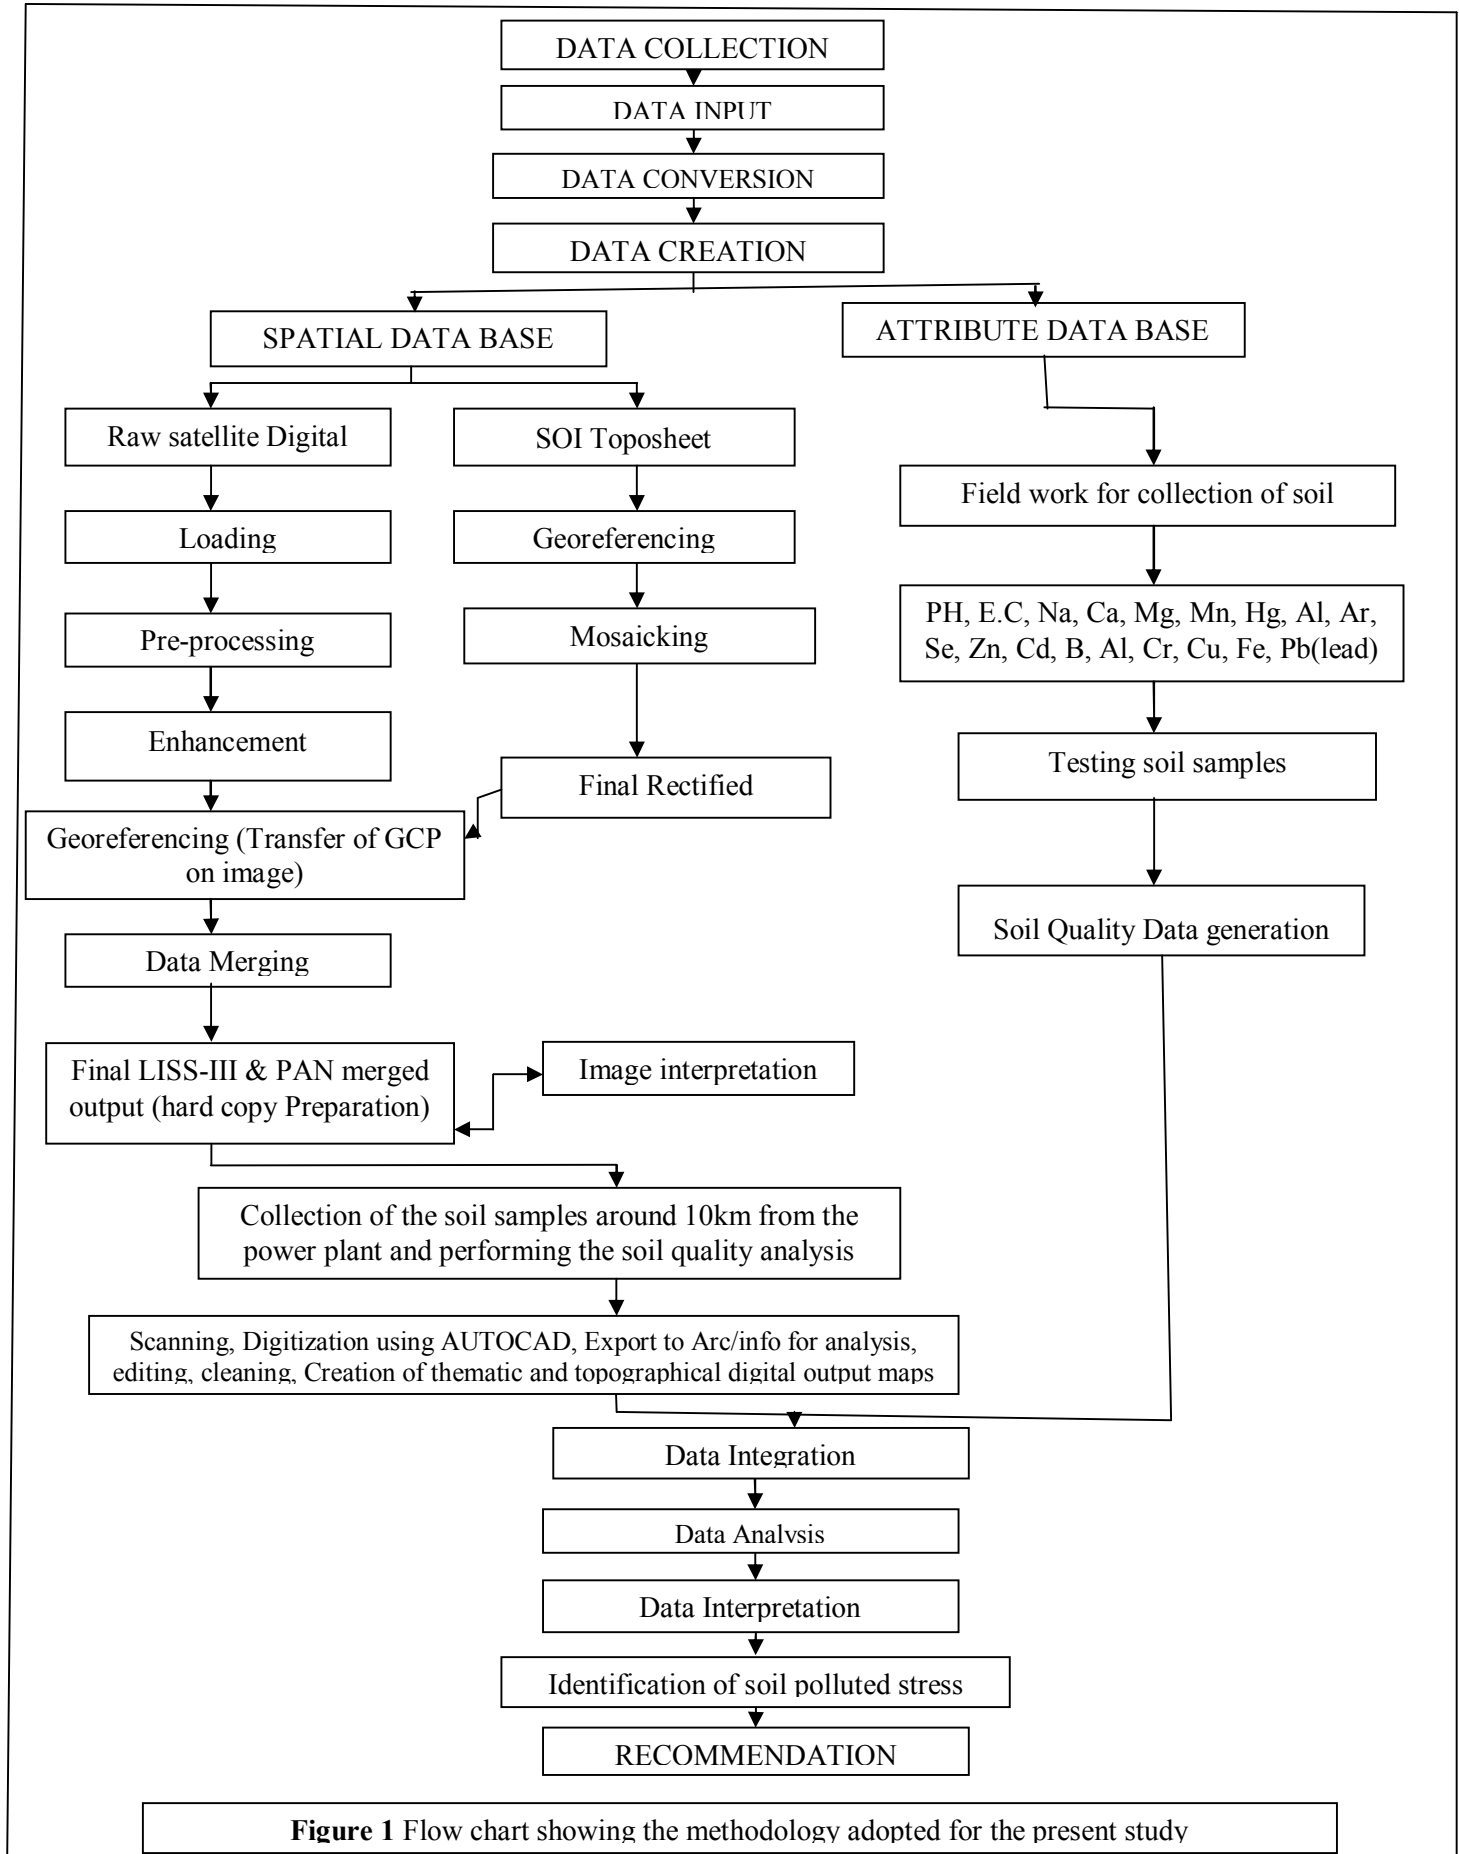 DATA COLLECTION
DATA INPUT
DATA CONVERSION
DATA CREATION
SPATIAL DATA BASE
ATTRIBUTE DATA BASE
Raw satellite Digital
SOI Toposheet
Field work for collection of soil
Loading
Georeferencing
PH, E.C, Na, Ca, Mg, Mn, Hg, Al, Ar,
Se, Zn, Cd, B, Al, Cr, Cu, Fe, Pb(lead)
Pre-processing
Mosaicking
Enhancement
Testing soil samples
Final Rectified
Georeferencing (Transfer of GCP
on image)
Soil Quality Data generation
Data Merging
Final LISS-III & PAN merged
output (hard copy Preparation)
Image interpretation
Collection of the soil samples around 10km from the
power plant and performing the soil quality analysis
Scanning, Digitization using AUTOCAD, Export to Arc/info for analysis,
editing, cleaning, Creation of thematic and topographical digital output maps
Data Integration
Data Analysis
Data Interpretation
Identification of soil polluted stress
RECOMMENDATION
Figure 1 Flow chart showing the methodology adopted for the present study